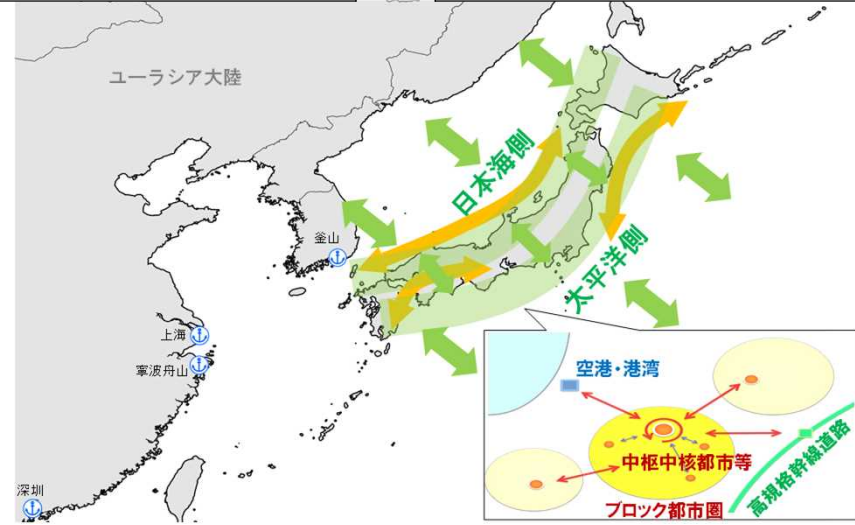 ユーラシア大陸
日本海側
釜山
太平洋側
上海
寧波舟山
深圳
空港・港湾
中枢中核都市等
ブロック都市圏
高規格幹線道路